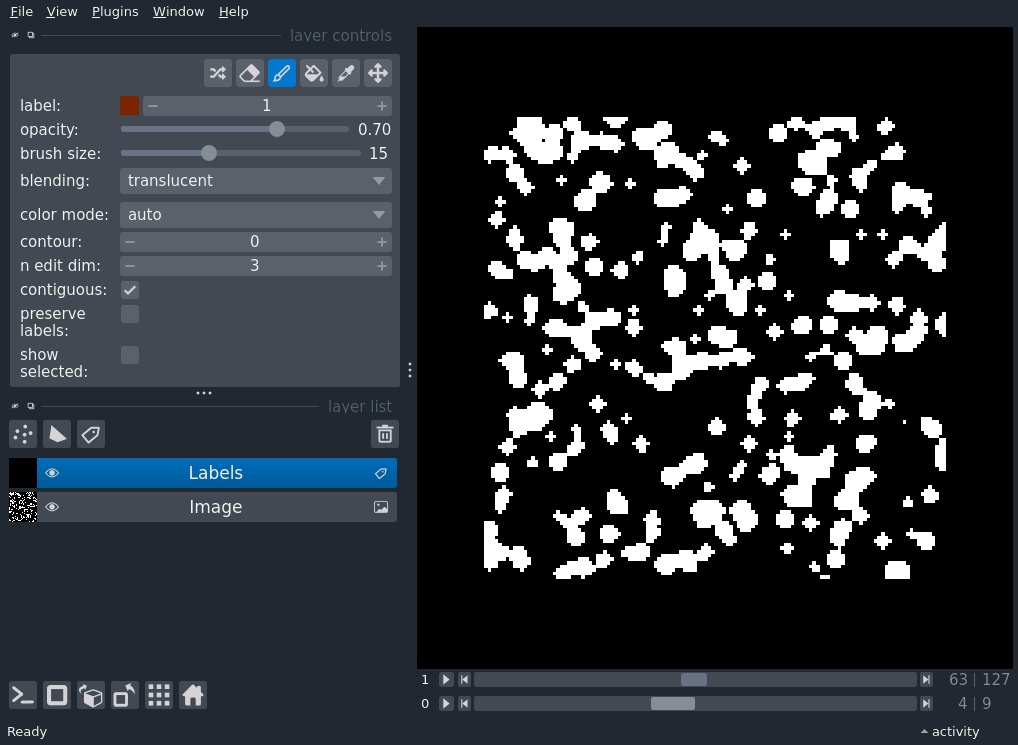 File View Plugins Window Help
layer controls
label: 1
opacity: 0.70
brush size: 15
blending: translucent
color mode: auto
contour: 0
n edit dim: 3
contiguous:
preserve
labels:
show
selected:
layer list
Labels
Image
1 63 | 127
0 4 | 9
Ready activity